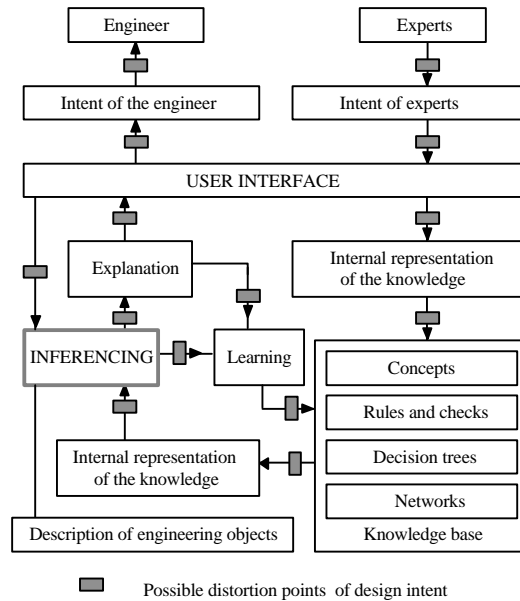 Engineer
Experts
Intent of the engineer
Intent of experts
USER INTERFACE
Explanation
Internal representation
of the knowledge
INFERENCING
Learning
Concepts
Rules and checks
Internal representation
of the knowledge
Decision trees
Networks
Description of engineering objects
Knowledge base
Possible distortion points of design intent